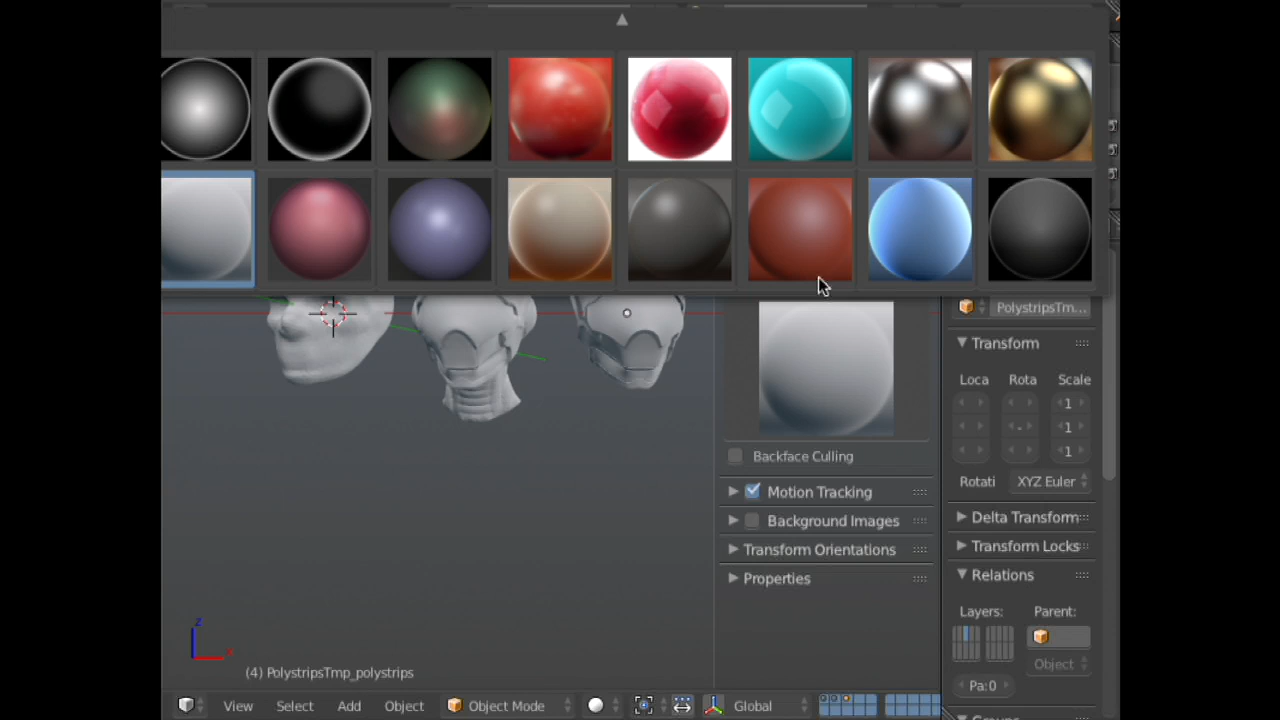 PolystripsTm...
Transform
Loca Rota Scale
1
1
1
Rotati XYZ Euler
Backface Culling
Motion Tracking
Background Images
Transform Orientations
Properties
Delta Transform
Transform Locks
Relations
Layers: Parent:
Object
Pa:0
z
x
(4) PolystripsTmp_polystrips
View Select Add Object Object Mode Global